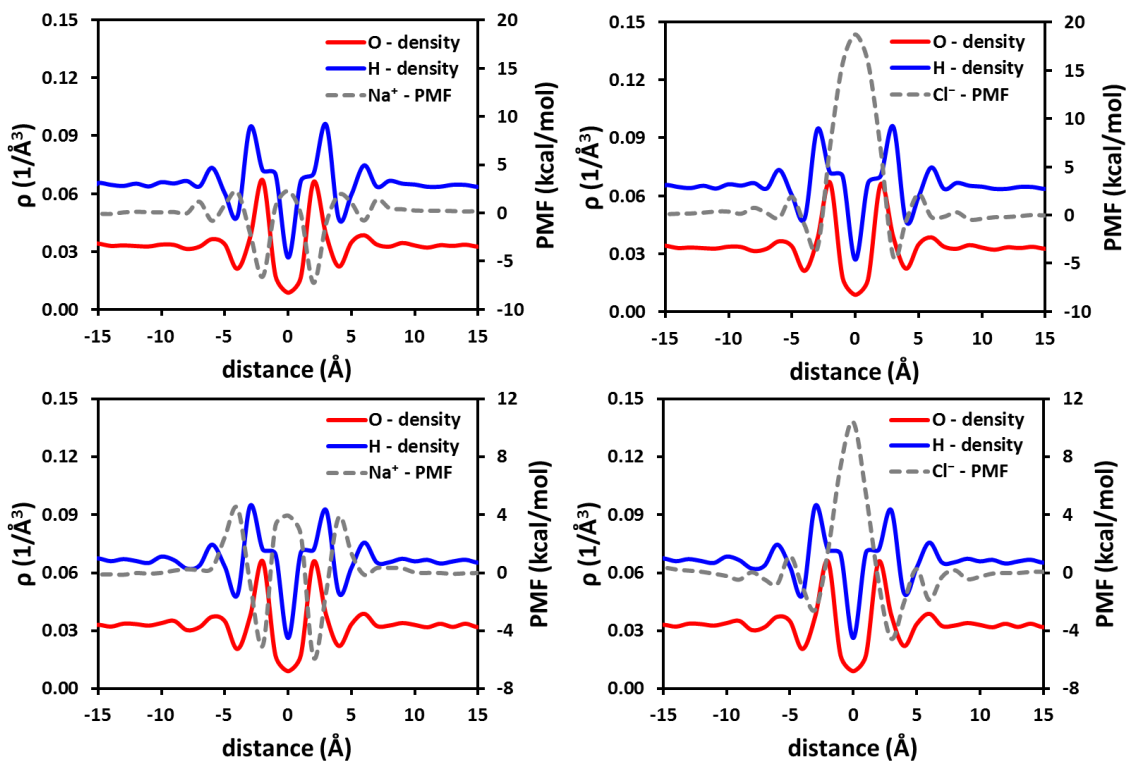 0.15
0.12
0.09
0.06
0.03
0.00
ρ (1/Å³)
O - density
H - density
Na⁺ - PMF
20
15
10
5
0
-5
-10
PMF (kcal/mol)
-15 -10 -5 0 5 10 15
distance (Å)
0.15
0.12
0.09
0.06
0.03
0.00
ρ (1/Å³)
O - density
H - density
Cl⁻ - PMF
20
15
10
5
0
-5
-10
PMF (kcal/mol)
-15 -10 -5 0 5 10 15
distance (Å)
0.15
0.12
0.09
0.06
0.03
0.00
ρ (1/Å³)
O - density
H - density
Na⁺ - PMF
12
8
4
0
-4
-8
PMF (kcal/mol)
-15 -10 -5 0 5 10 15
distance (Å)
0.15
0.12
0.09
0.06
0.03
0.00
ρ (1/Å³)
O - density
H - density
Cl⁻ - PMF
12
8
4
0
-4
-8
PMF (kcal/mol)
-15 -10 -5 0 5 10 15
distance (Å)